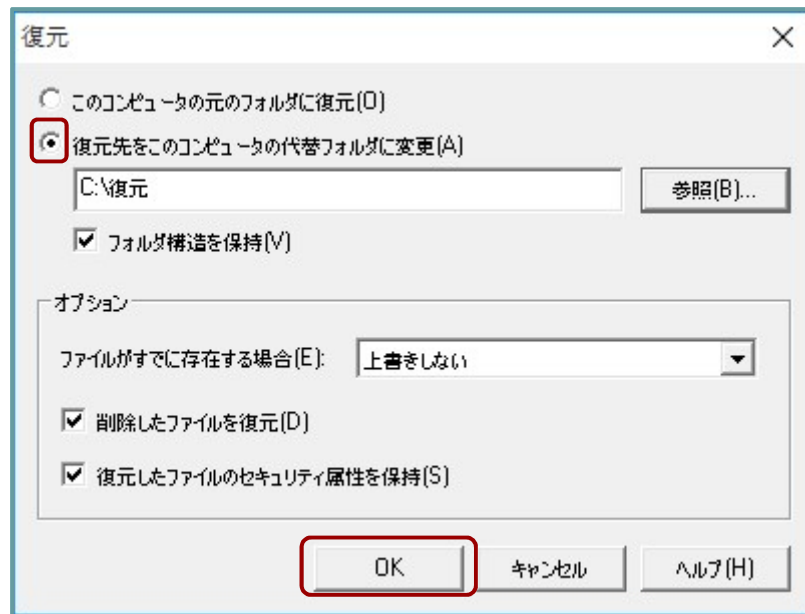 復元
このコンピュータの元のフォルダに復元(O)
復元先をこのコンピュータの代替フォルダに変更(A)
C:\復元
参照(B)...
フォルダ構造を保持(V)
オプション
ファイルがすでに存在する場合(E):
上書きしない
削除したファイルを復元(D)
復元したファイルのセキュリティ属性を保持(S)
OK
キャンセル
ヘルプ(H)